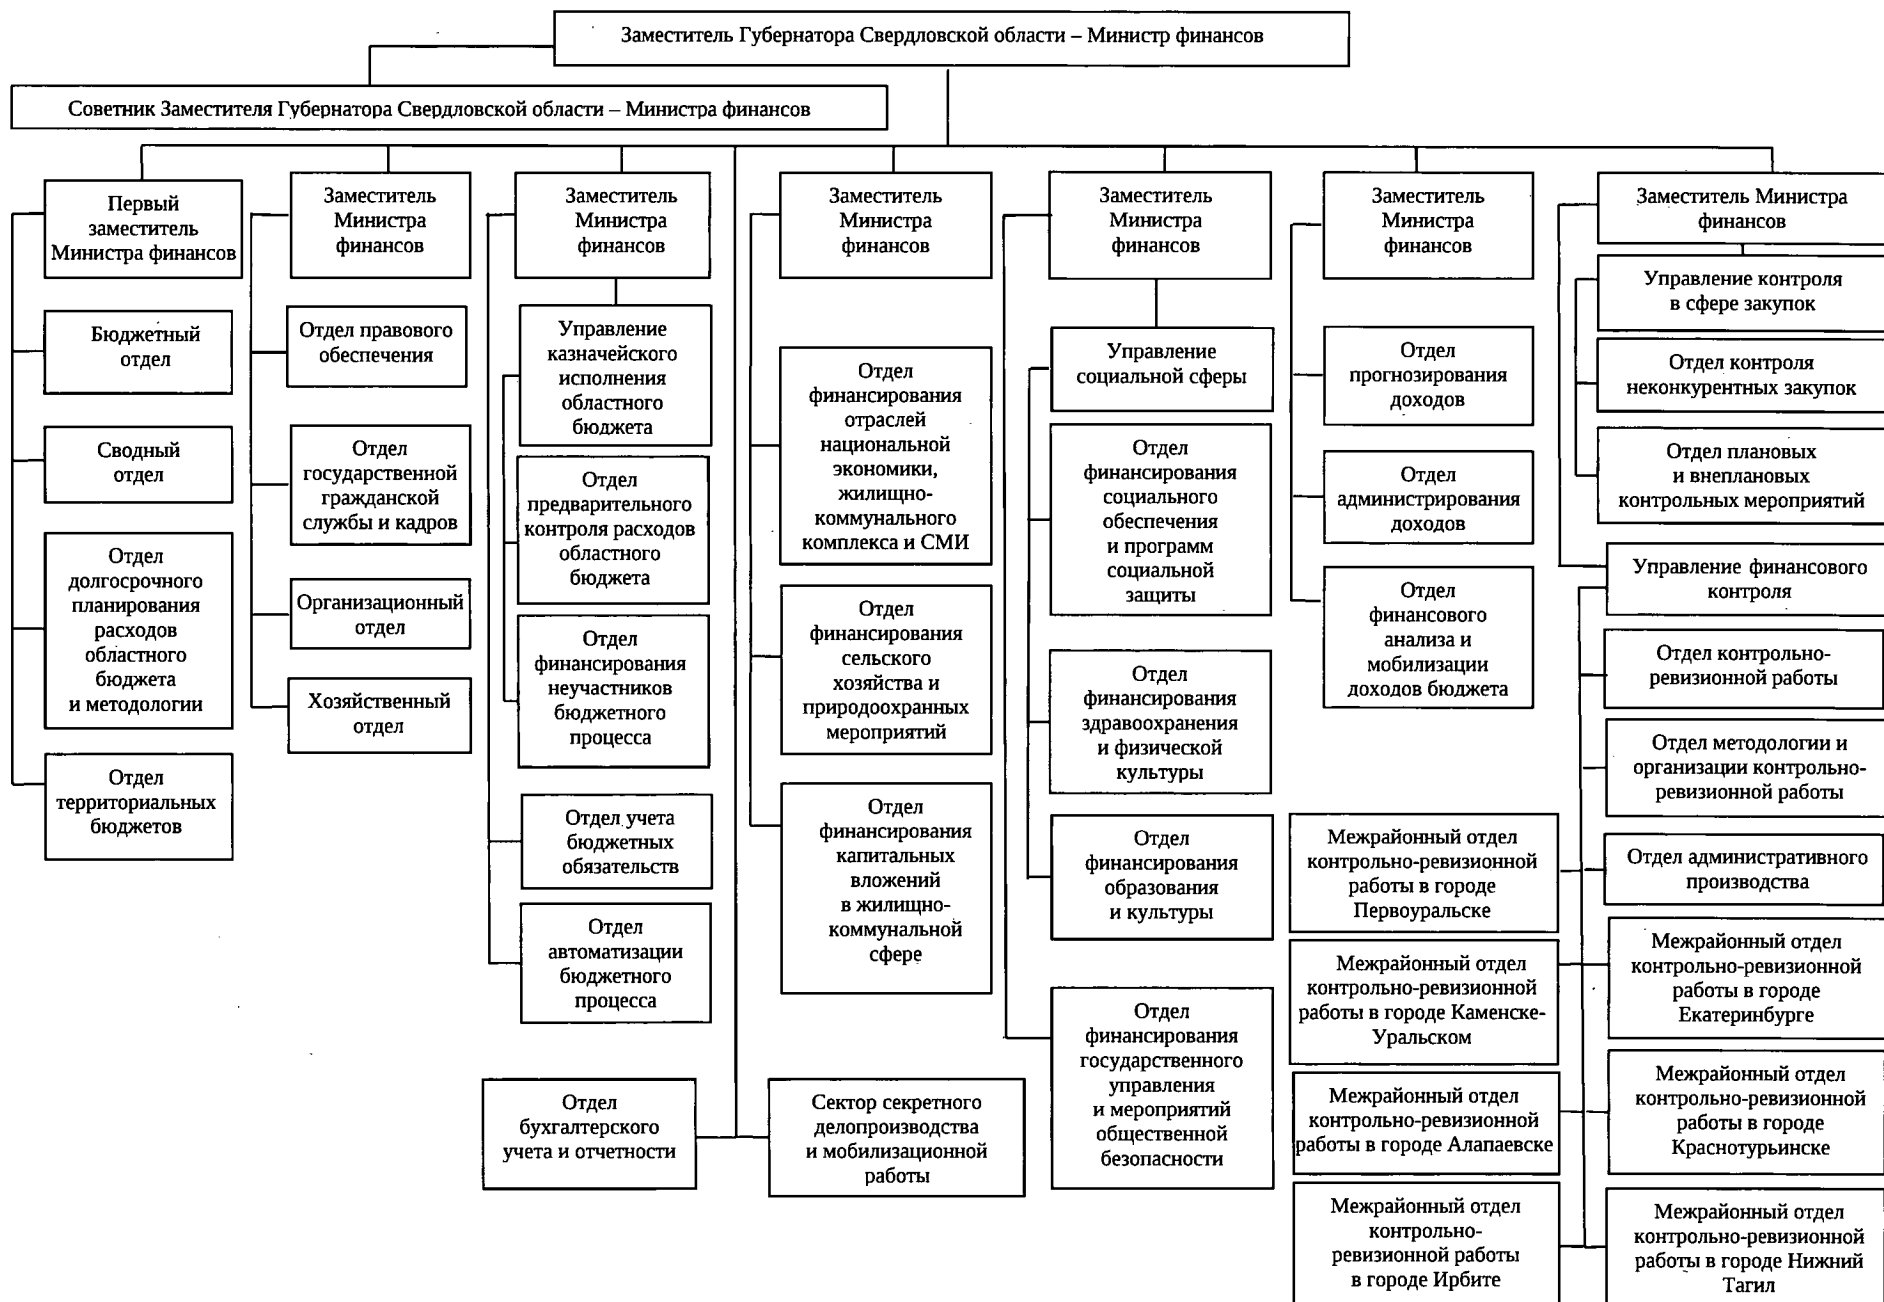 Заместитель Губернатора Свердловской области – Министр финансов
Советник Заместителя Губернатора Свердловской области – Министра финансов
Первый
заместитель
Министра финансов
Бюджетный
отдел
Сводный
отдел
Отдел
долгосрочного
планирования
расходов
областного
бюджета
и методологии
Отдел
территориальных
бюджетов
Заместитель
Министра
финансов
Отдел правового
обеспечения
Отдел
государственной
гражданской
службы и кадров
Организационный
отдел
Хозяйственный
отдел
Заместитель
Министра
финансов
Управление
казначейского
исполнения
областного
бюджета
Отдел
предварительного
контроля расходов
областного
бюджета
Отдел
финансирования
неучастников
бюджетного
процесса
Отдел учета
бюджетных
обязательств
Отдел
автоматизации
бюджетного
процесса
Отдел
бухгалтерского
учета и отчетности
Сектор секретного
делопроизводства
и мобилизационной
работы
Заместитель
Министра
финансов
Отдел
финансирования
отраслей
национальной
экономики,
жилищно-
коммунального
комплекса и СМИ
Отдел
финансирования
сельского
хозяйства и
природоохранных
мероприятий
Отдел
финансирования
капитальных
вложений
в жилищно-
коммунальной
сфере
Заместитель
Министра
финансов
Управление
социальной сферы
Отдел
финансирования
социального
обеспечения
и программ
социальной
защиты
Отдел
финансирования
здравоохранения
и физической
культуры
Отдел
финансирования
образования
и культуры
Отдел
финансирования
государственного
управления
и мероприятий
общественной
безопасности
Заместитель
Министра
финансов
Отдел
прогнозирования
доходов
Отдел
администрирования
доходов
Отдел
финансового
анализа и
мобилизации
доходов бюджета
Заместитель Министра
финансов
Управление контроля
в сфере закупок
Отдел контроля
неконкурентных закупок
Отдел плановых
и внеплановых
контрольных мероприятий
Управление финансового
контроля
Отдел контрольно-
ревизионной работы
Отдел методологии и
организации контрольно-
ревизионной работы
Отдел административного
производства
Межрайонный отдел
контрольно-ревизионной
работы в городе
Первоуральске
Межрайонный отдел
контрольно-ревизионной
работы в городе
Екатеринбурге
Межрайонный отдел
контрольно-ревизионной
работы в городе Каменске-
Уральском
Межрайонный отдел
контрольно-ревизионной
работы в городе
Краснотурьинске
Межрайонный отдел
контрольно-ревизионной
работы в городе Алапаевске
Межрайонный отдел
контрольно-
ревизионной работы
в городе Ирбите
Межрайонный отдел
контрольно-ревизионной
работы в городе Нижний
Тагил